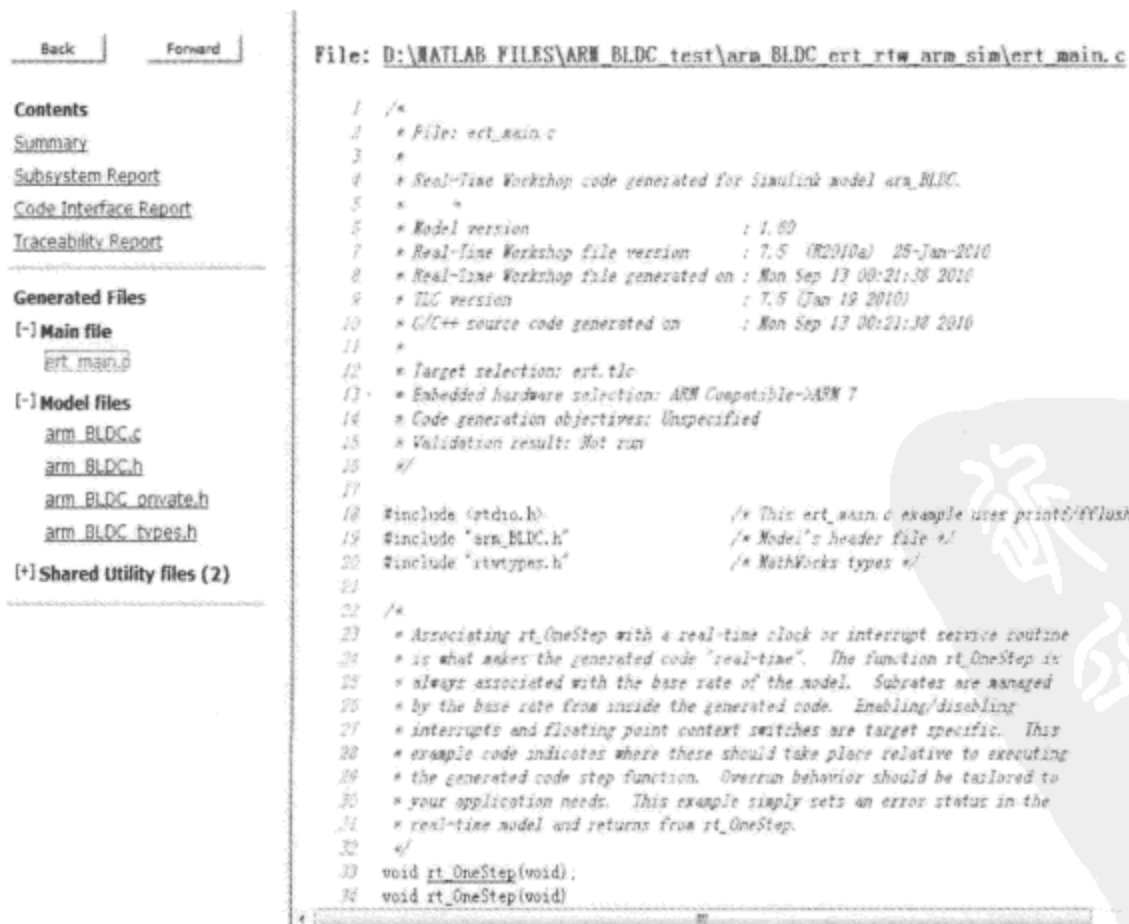 Back Forward
Contents
Summary
Subsystem Report
Code Interface Report
Traceability Report
Generated Files
[-] Main file
ert_main.c
[-] Model files
arm_BLDC.c
arm_BLDC.h
arm_BLDC_private.h
arm_BLDC_types.h
[+] Shared Utility files (2)
File: D:\MATLAB FILES\ARM_BLDC_test\arm_BLDC_ert_rtw_arm_sim\ert_main.c
1 /*
2 * File: ert_main.c
3 *
4 * Real-Time Workshop code generated for Simulink model arm_BLDC.
5 *
6 * Model version : 1.
7 * Real-Time Workshop file version : 7.5 (R2010a) 25-Jan-2010
8 * Real-Time Workshop file generated on : Mon Sep 13 00:21:38 2010
9 * TLC version : 7.5 (Jan 19 2010)
10 * C/C++ source code generated on : Mon Sep 13 00:21:38 2010
11 *
12 * Target selection: ert.tlc
13 * Embedded hardware selection: ARM Compatible->ARM 7
14 * Code generation objectives: Unspecified
15 * Validation result: Not run
16 */
17
18 #include <stdio.h> /* This ert_main.c example uses printf/fflush
19 #include "arm_BLDC.h" /* Model's header file */
20 #include "rtwtypes.h" /* MathWorks types */
21
22 /*
23 * Associating rt_OneStep with a real-time clock or interrupt service routine
24 * is what makes the generated code "real-time". The function rt_OneStep is
25 * always associated with the base rate of the model. Subrates are managed
26 * by the base rate from inside the generated code. Enabling/disabling
27 * interrupts and floating point context switches are target specific. This
28 * example code indicates where these should take place relative to executing
29 * the generated code step function. Overrun behavior should be tailored to
30 * your application needs. This example simply sets an error status in the
31 * real-time model and returns from rt_OneStep.
32 */
33 void rt_OneStep(void);
34 void rt_OneStep(void)